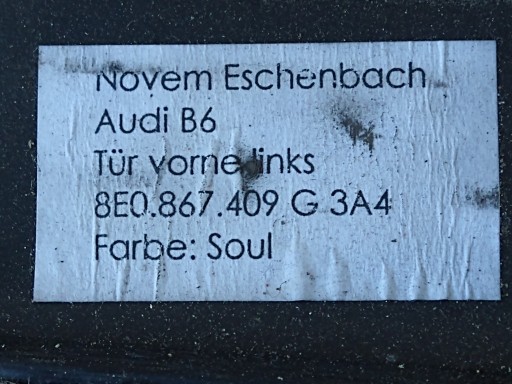 Novem Eschenbach
Audi B6
Tür vorne links
8E0.867.409 G 3A4
Farbe: Soul